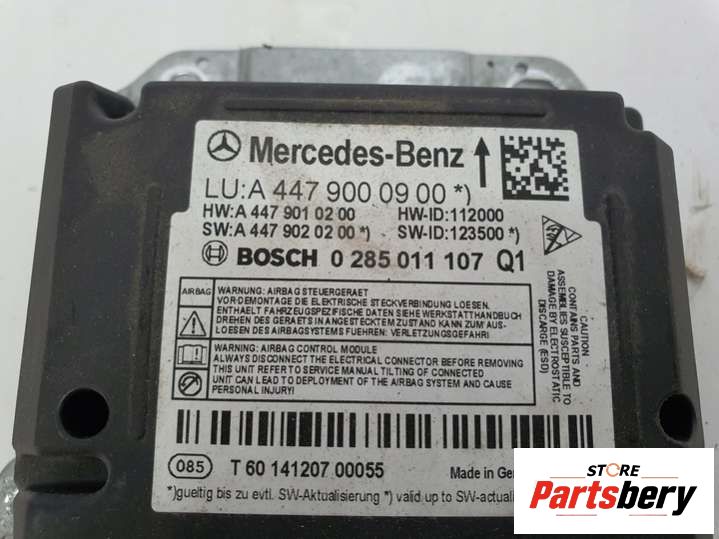 Mercedes-Benz
LU:A 447 900 09 00 *)
HW:A 447 901 02 00 HW-ID:112000
SW:A 447 902 02 00 *) SW-ID:123500 *)
BOSCH 0 285 011 107 Q1
AIRBAG
WARNUNG: AIRBAG STEUERGERAET
VOR DEMONTAGE DIE ELEKTRISCHE STECKVERBINDUNG LOESEN.
ENTHAELT FAHRZEUGSPEZIFISCHE DATEN SIEHE WERKSTATTHANDBUCH
DREHEN DES GERAETS IN ANGESTECKTEM ZUSTAND KANN ZUM AUS-
LOESEN DES AIRBAGSYSTEMS FUEHREN: VERLETZUNGSGEFAHR!
WARNING: AIRBAG CONTROL MODULE
ALWAYS DISCONNECT THE ELECTRICAL CONNECTOR BEFORE REMOVING
THIS UNIT REFER TO SERVICE MANUAL TILTING OF CONNECTED
UNIT CAN LEAD TO DEPLOYMENT OF THE AIRBAG SYSTEM AND CAUSE
PERSONAL INJURY!
CAUTION
CONTAINS PARTS AND
ASSEMBLIES SUSCEPTIBLE TO
DAMAGE BY ELECTROSTATIC
DISCHARGE (ESD)
085 T 60 141207 00055 Made in Ger
*)gueltig bis zu evtl. SW-Aktualisierung *) valid up to SW-actuali
STORE
Partsbery